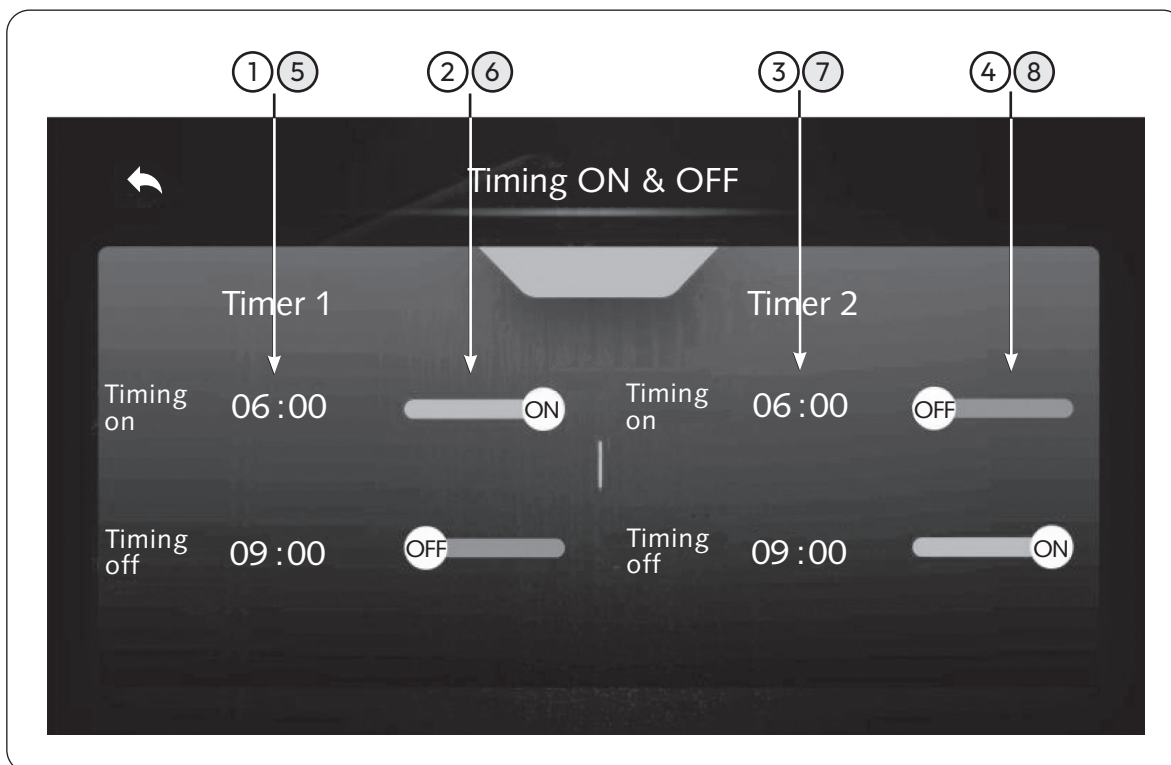 1 5 2 6 3 7 4 8
Timing ON & OFF
Timer 1 Timer 2
Timing on 06:00 ON Timing on 06:00 OFF
Timing off 09:00 OFF Timing off 09:00 ON